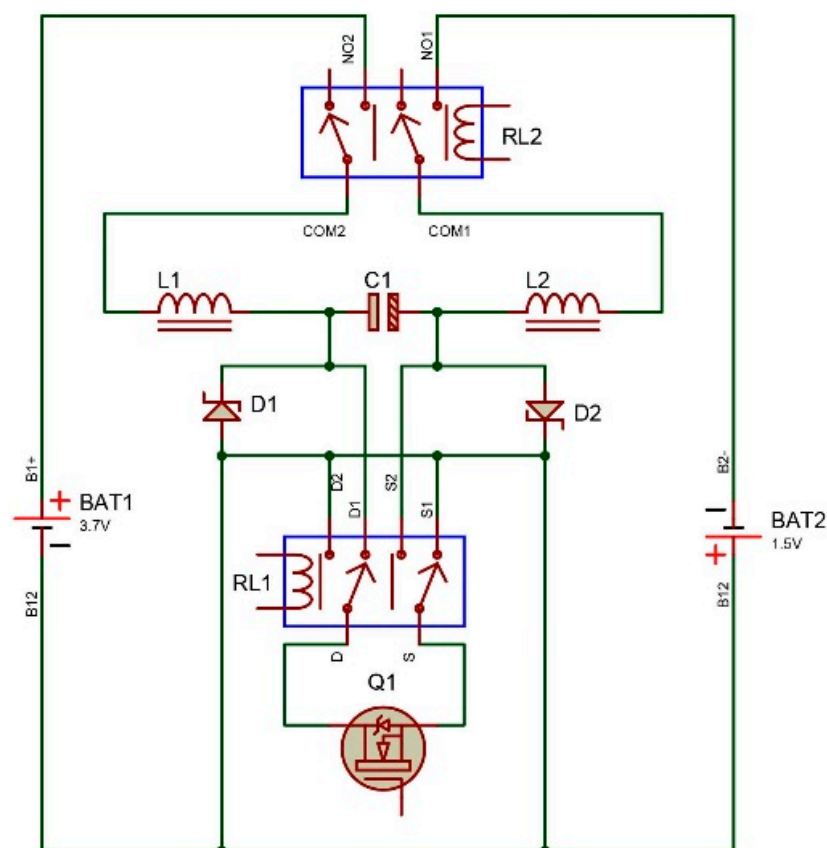 NO2
NO1
RL2
COM2
COM1
L1
C1
L2
D1
D2
B1+
B2-
D2
D1
S2
S1
+
BAT1
3.7V
−
−
BAT2
1.5V
+
RL1
B12
B12
D
S
Q1